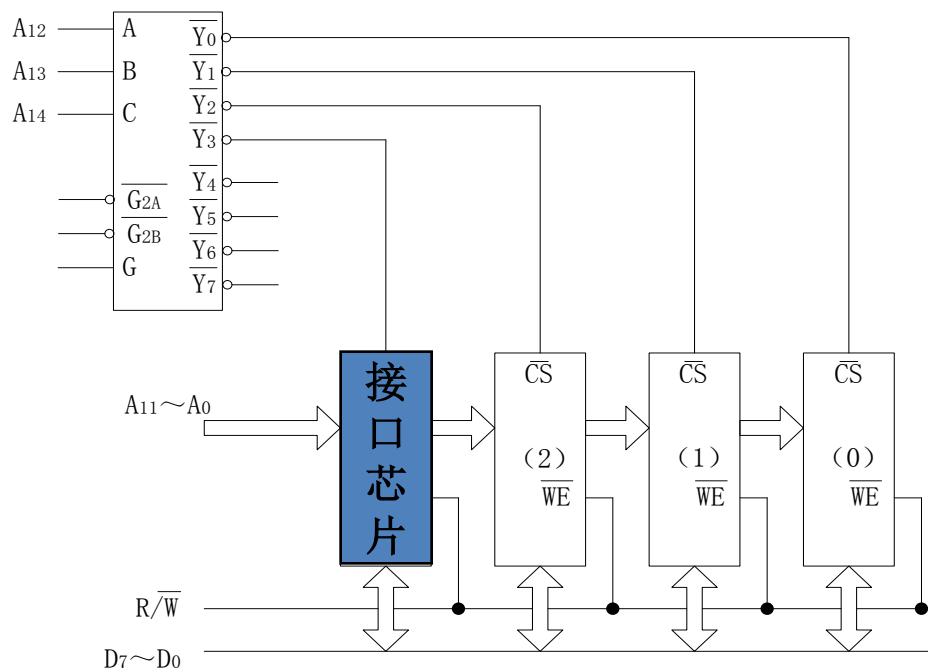 A12 A Y0
A13 B Y1
A14 C Y2
Y3
Y4
G2A Y5
G2B Y6
G Y7
接口芯片
CS CS CS
A11～A0
(2) (1) (0)
WE WE WE
R/W
D7～D0